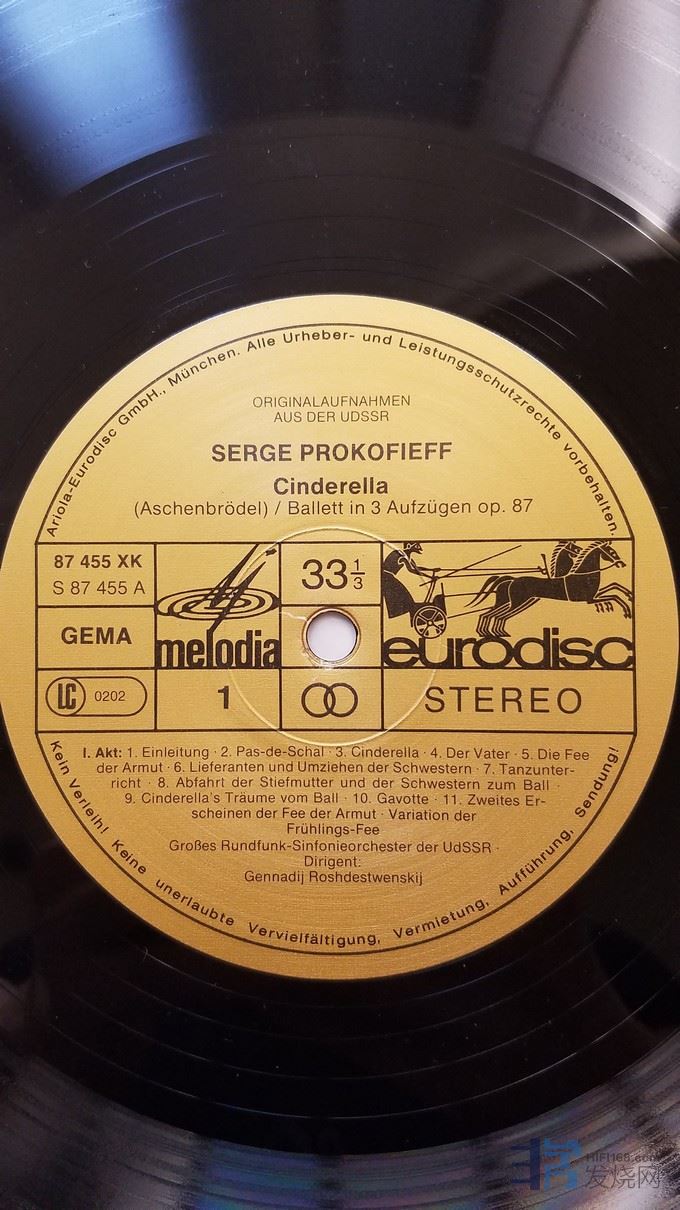 Ariola-Eurodisc GmbH., München. Alle Urheber- und Leistungsschutzrechte vorbehalten.
ORIGINALAUFNAHMEN
AUS DER UDSSR
SERGE PROKOFIEFF
Cinderella
(Aschenbrödel) / Ballett in 3 Aufzügen op. 87
87 455 XK
S 87 455 A
33 1/3
GEMA
melodia
eurodisc
LC 0202
1
STEREO
I. Akt: 1. Einleitung · 2. Pas-de-Schal · 3. Cinderella · 4. Der Vater · 5. Die Fee
der Armut · 6. Lieferanten und Umziehen der Schwestern · 7. Tanzunter-
richt · 8. Abfahrt der Stiefmutter und der Schwestern zum Ball ·
9. Cinderella's Träume vom Ball · 10. Gavotte · 11. Zweites Er-
scheinen der Fee der Armut · Variation der
Frühlings-Fee
Großes Rundfunk-Sinfonieorchester der UdSSR ·
Dirigent:
Gennadij Roshdestwenskij
Kein Verleih! Keine unerlaubte Vervielfältigung, Vermietung, Aufführung, Sendung!
HIFI168.com
发烧网